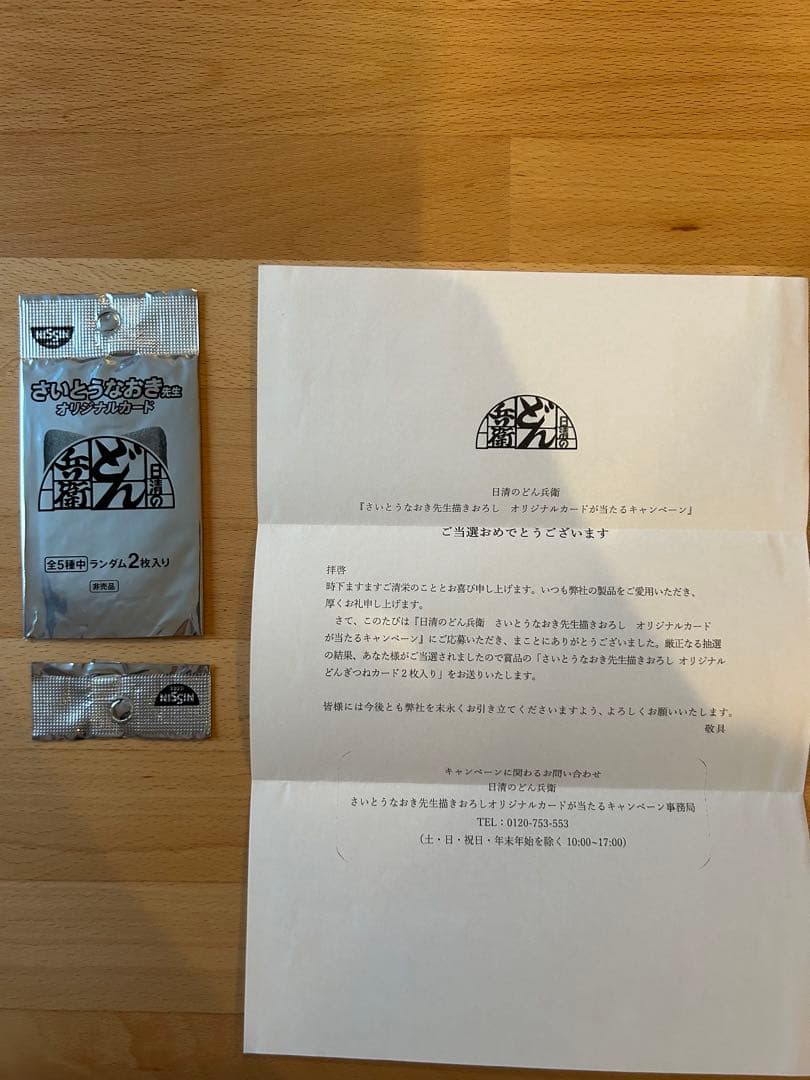 NISSIN
さいとうなおき先生
オリジナルカード
日清の
どん
兵衛
全5種中 ランダム2枚入り
非売品
NISSIN
日清の
どん
兵衛
日清のどん兵衛
『さいとうなおき先生描きおろし　オリジナルカードが当たるキャンペーン』
ご当選おめでとうございます
拝啓
時下ますますご清栄のこととお喜び申し上げます。いつも弊社の製品をご愛用いただき、
厚くお礼申し上げます。
　さて、このたびは『日清のどん兵衛　さいとうなおき先生描きおろし　オリジナルカード
が当たるキャンペーン』にご応募いただき、まことにありがとうございました。厳正なる抽選
の結果、あなた様がご当選されましたので賞品の「さいとうなおき先生描きおろし オリジナル
どんぎつねカード２枚入り」をお送りいたします。
皆様には今後とも弊社を末永くお引き立てくださいますよう、よろしくお願いいたします。
敬具
キャンペーンに関わるお問い合わせ
日清のどん兵衛
さいとうなおき先生描きおろしオリジナルカードが当たるキャンペーン事務局
TEL：0120-753-553
（土・日・祝日・年末年始を除く 10:00~17:00）